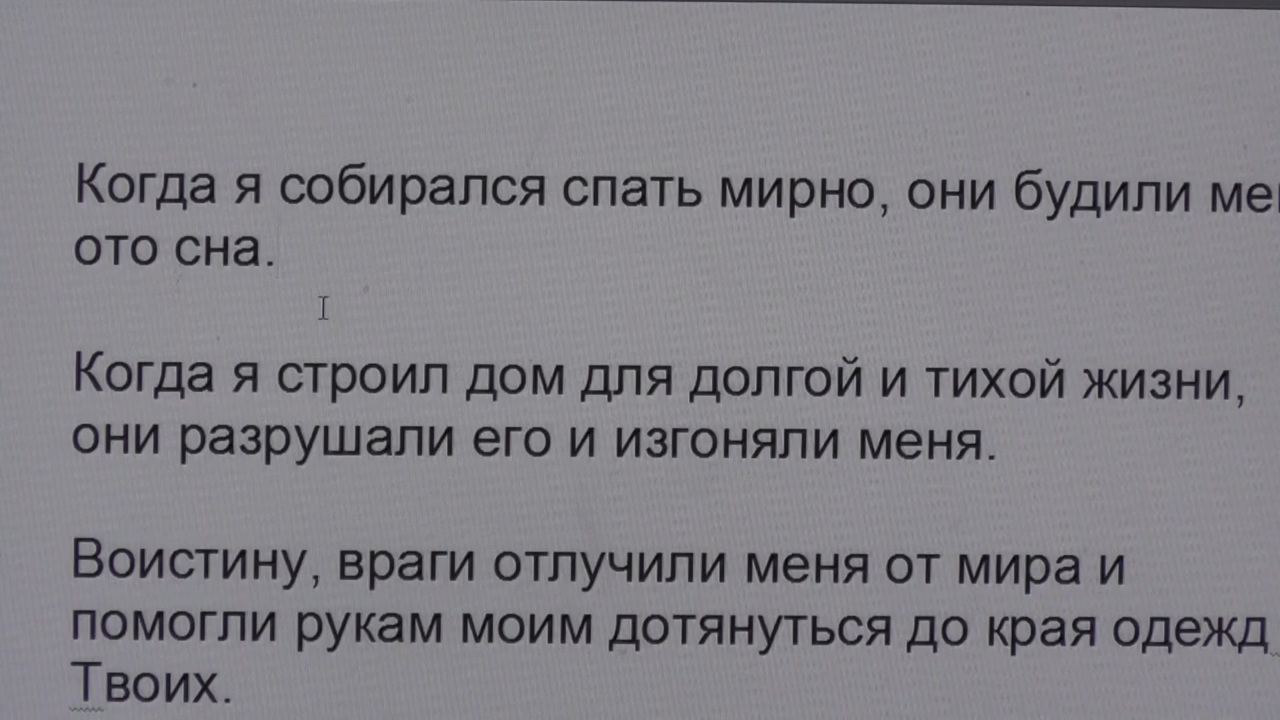 Когда я собирался спать мирно, они будили
ото сна.
Когда я строил дом для долгой и тихой жизни,
они разрушали его и изгоняли меня.
Воистину, враги отлучили меня от мира и
помогли рукам моим дотянуться до края одежд
Твоих.